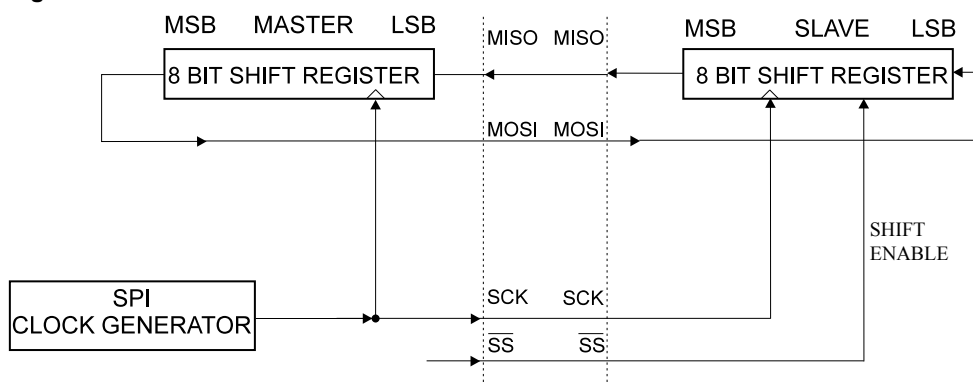 MSB MASTER LSB
MISO MISO
MSB SLAVE LSB
8 BIT SHIFT REGISTER
8 BIT SHIFT REGISTER
MOSI MOSI
SHIFT
ENABLE
SPI
CLOCK GENERATOR
SCK SCK
SS SS